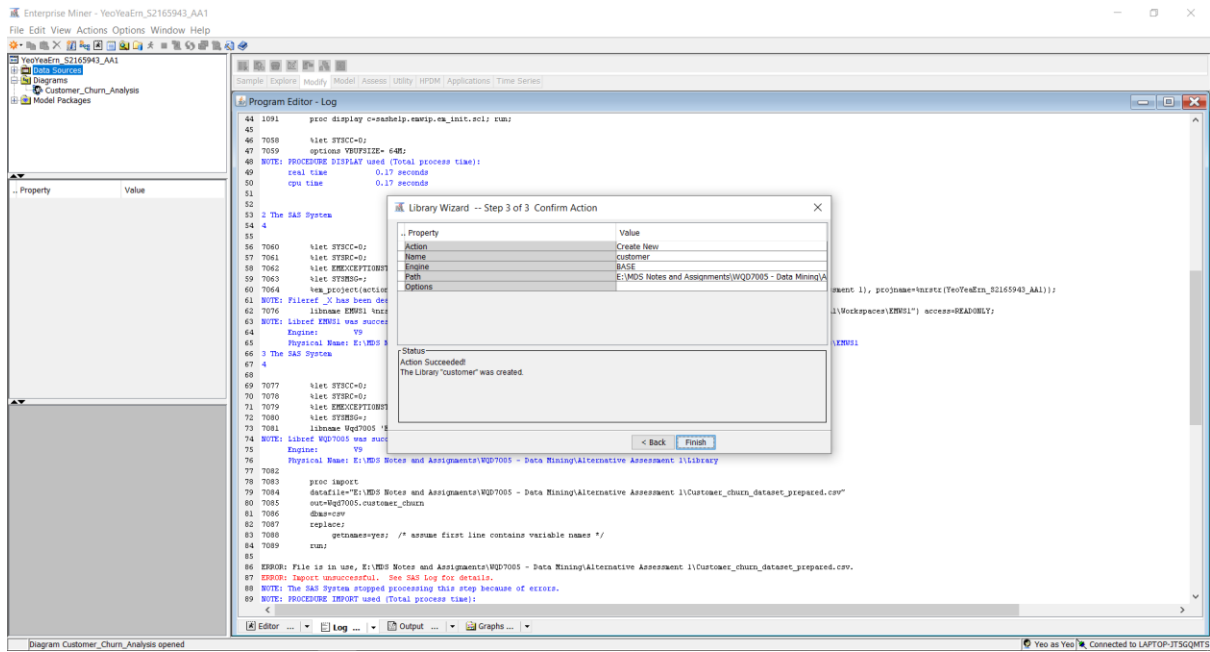 Enterprise Miner - YeoYeaErn_S2165943_AA1
File Edit View Actions Options Window Help
YeoYeaErn_S2165943_AA1
Data Sources
Diagrams
Customer_Churn_Analysis
Model Packages
.. Property Value
Sample Explore Modify Model Assess Utility HPDM Applications Time Series
Program Editor - Log
44 1091 proc display c=sashelp.emwip.em_init.scl; run;
45
46 7058 %let SYSCC=0;
47 7059 options VBUFSIZE= 64M;
48 NOTE: PROCEDURE DISPLAY used (Total process time):
49 real time 0.17 seconds
50 cpu time 0.17 seconds
51
52
53 2 The SAS System
54 4
55
56 7060 %let SYSCC=0;
57 7061 %let SYSRC=0;
58 7062 %let EMEXCEPTIONST
59 7063 %let SYSMSG=;
60 7064 %em_project(action sment 1), projname=%nrstr(YeoYeaErn_S2165943_AA1));
61 NOTE: Fileref _X has been dea
62 7076 libname EMWS1 %nrs 1\Workspaces\EMWS1") access=READONLY;
63 NOTE: Libref EMWS1 was succes
64 Engine: V9
65 Physical Name: E:\MDS N \EMWS1
66 3 The SAS System
67 4
68
69 7077 %let SYSCC=0;
70 7078 %let SYSRC=0;
71 7079 %let EMEXCEPTIONST
72 7080 %let SYSMSG=;
73 7081 libname Wqd7005 'E
74 NOTE: Libref WQD7005 was succ
75 Engine: V9
76 Physical Name: E:\MDS Notes and Assignments\WQD7005 - Data Mining\Alternative Assessment 1\Library
77 7082
78 7083 proc import
79 7084 datafile="E:\MDS Notes and Assignments\WQD7005 - Data Mining\Alternative Assessment 1\Customer_churn_dataset_prepared.csv"
80 7085 out=Wqd7005.customer_churn
81 7086 dbms=csv
82 7087 replace;
83 7088 getnames=yes; /* assume first line contains variable names */
84 7089 run;
85
86 ERROR: File is in use, E:\MDS Notes and Assignments\WQD7005 - Data Mining\Alternative Assessment 1\Customer_churn_dataset_prepared.csv.
87 ERROR: Import unsuccessful. See SAS Log for details.
88 NOTE: The SAS System stopped processing this step because of errors.
89 NOTE: PROCEDURE IMPORT used (Total process time):
Library Wizard -- Step 3 of 3 Confirm Action
.. Property Value
Action Create New
Name customer
Engine BASE
Path E:\MDS Notes and Assignments\WQD7005 - Data Mining\A
Options
Status
Action Succeeded!
The Library "customer" was created.
< Back Finish
Editor ... Log ... Output ... Graphs ...
Diagram Customer_Churn_Analysis opened
Yeo as Yeo Connected to LAPTOP-JT5GQMTS